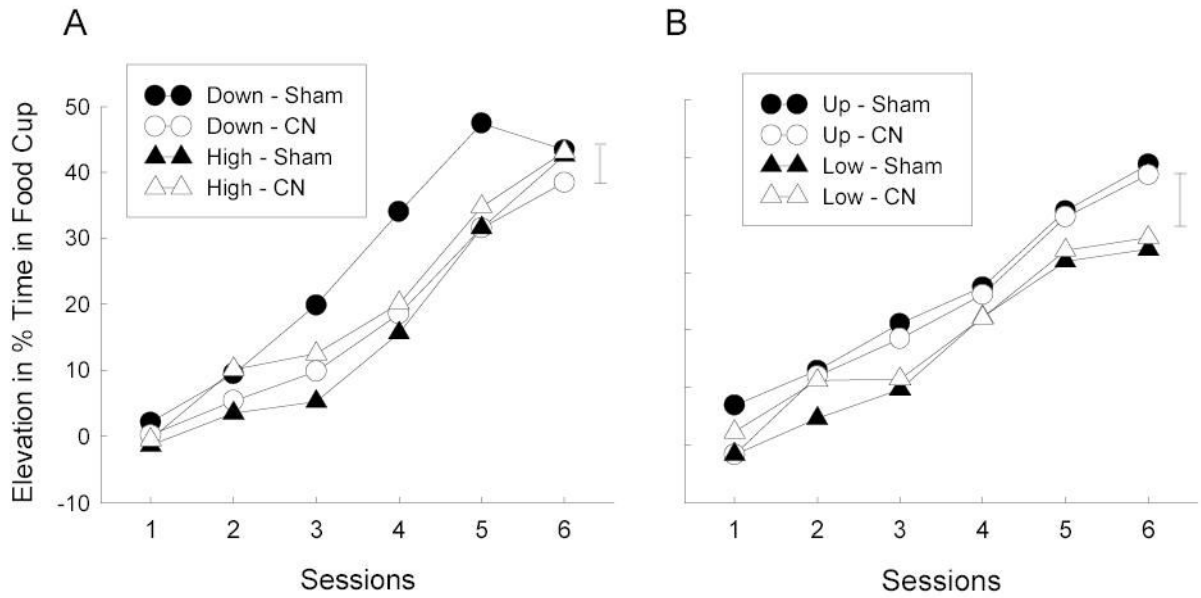 A
Down - Sham
Down - CN
High - Sham
High - CN
Elevation in % Time in Food Cup
50
40
30
20
10
0
-10
1 2 3 4 5 6
Sessions
B
Up - Sham
Up - CN
Low - Sham
Low - CN
1 2 3 4 5 6
Sessions